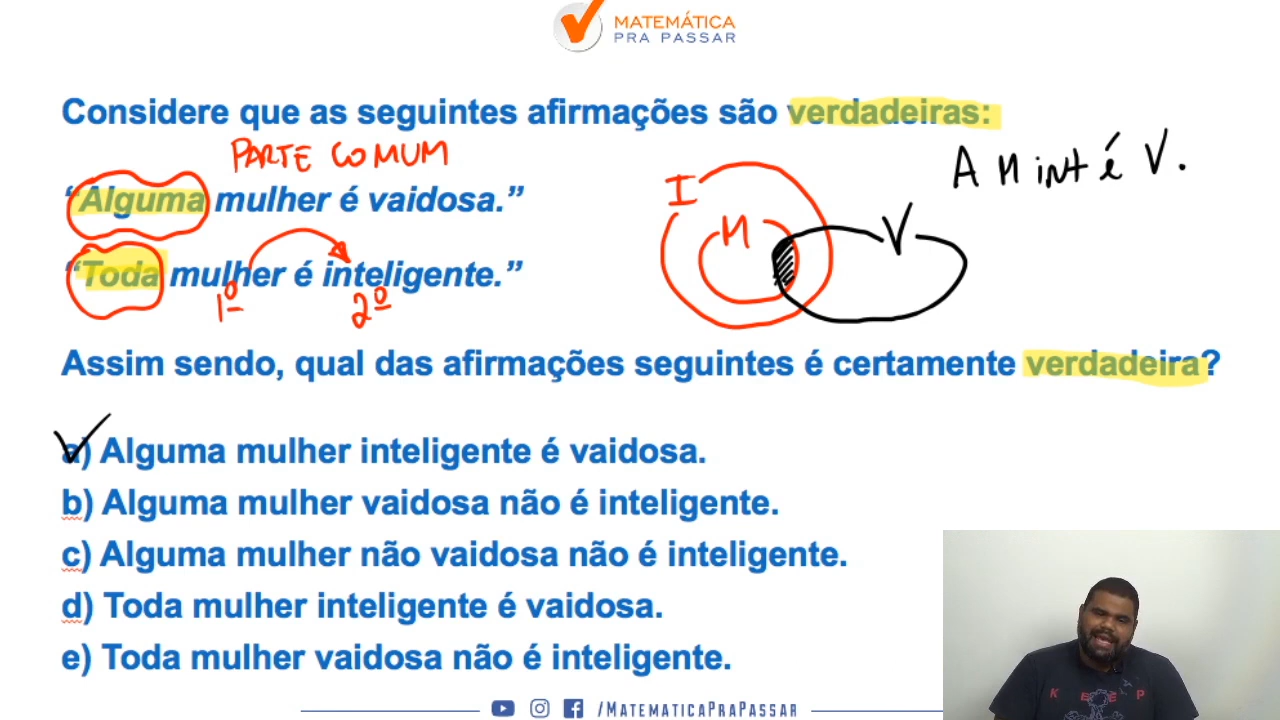 MATEMÁTICA
PRA PASSAR
Considere que as seguintes afirmações são verdadeiras:
PARTE COMUM
A M int é V.
"Alguma mulher é vaidosa."
I
M
V
"Toda mulher é inteligente."
1º
2º
Assim sendo, qual das afirmações seguintes é certamente verdadeira?
a) Alguma mulher inteligente é vaidosa.
b) Alguma mulher vaidosa não é inteligente.
c) Alguma mulher não vaidosa não é inteligente.
d) Toda mulher inteligente é vaidosa.
e) Toda mulher vaidosa não é inteligente.
KEEP
/MATEMATICAPRAPASSAR